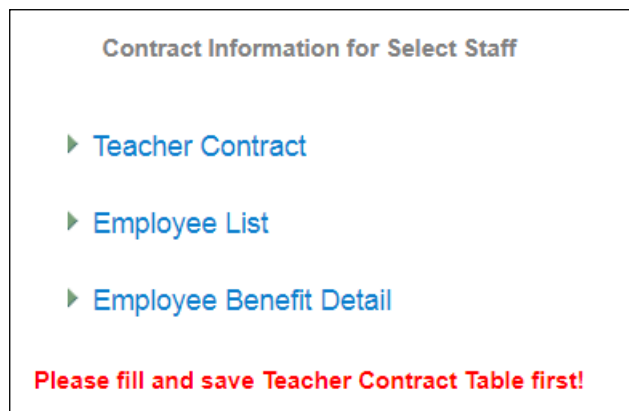 Contract Information for Select Staff
Teacher Contract
Employee List
Employee Benefit Detail
Please fill and save Teacher Contract Table first!